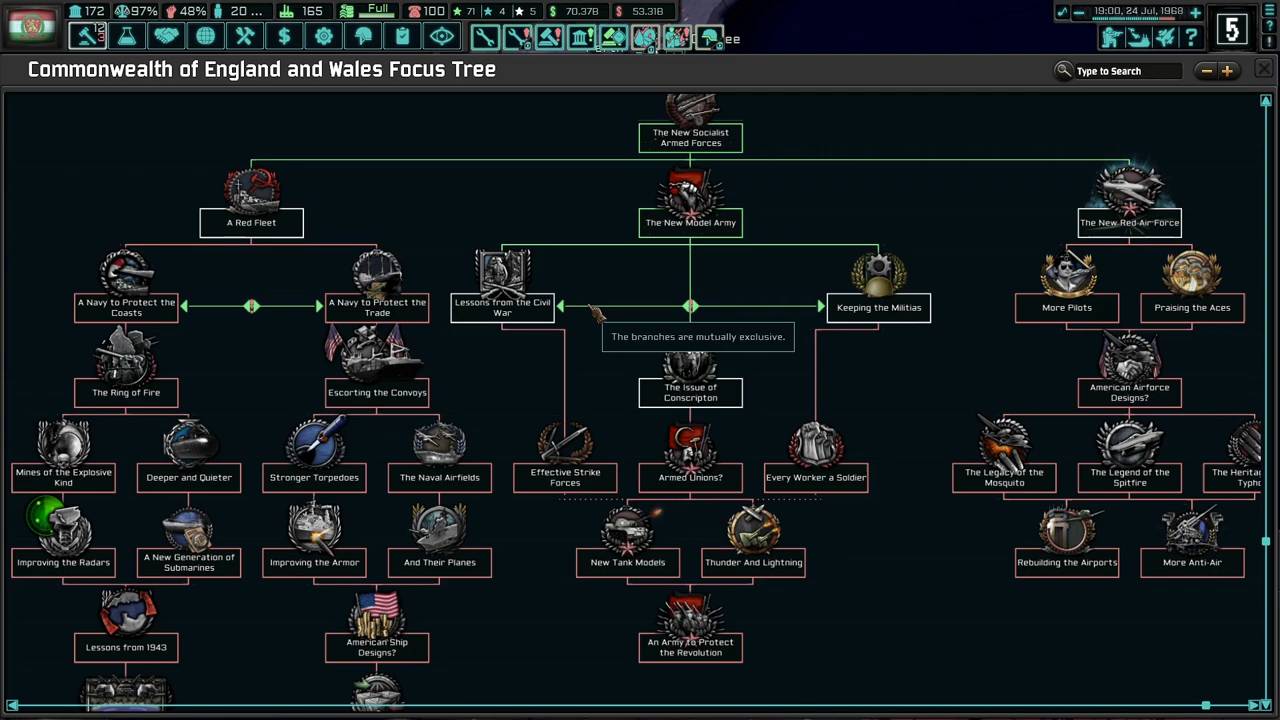 172 97% 48% 20 ... 165 Full 100 71 4 5 70.37B 53.31B
19:00, 24 Jul, 1968
5
ee
Commonwealth of England and Wales Focus Tree
Type to Search
The New Socialist
Armed Forces
A Red Fleet
The New Model Army
The New Red Air Force
A Navy to Protect the
Coasts
A Navy to Protect the
Trade
Lessons from the Civil
War
Keeping the Militias
More Pilots
Praising the Aces
The branches are mutually exclusive.
The Ring of Fire
Escorting the Convoys
The Issue of
Conscripton
American Airforce
Designs?
Mines of the Explosive
Kind
Deeper and Quieter
Stronger Torpedoes
The Naval Airfields
Effective Strike
Forces
Armed Unions?
Every Worker a Soldier
The Legacy of the
Mosquito
The Legend of the
Spitfire
The Heritag
Typho
Improving the Radars
A New Generation of
Submarines
Improving the Armor
And Their Planes
New Tank Models
Thunder And Lightning
Rebuilding the Airports
More Anti-Air
Lessons from 1943
American Ship
Designs?
An Army to Protect
the Revolution